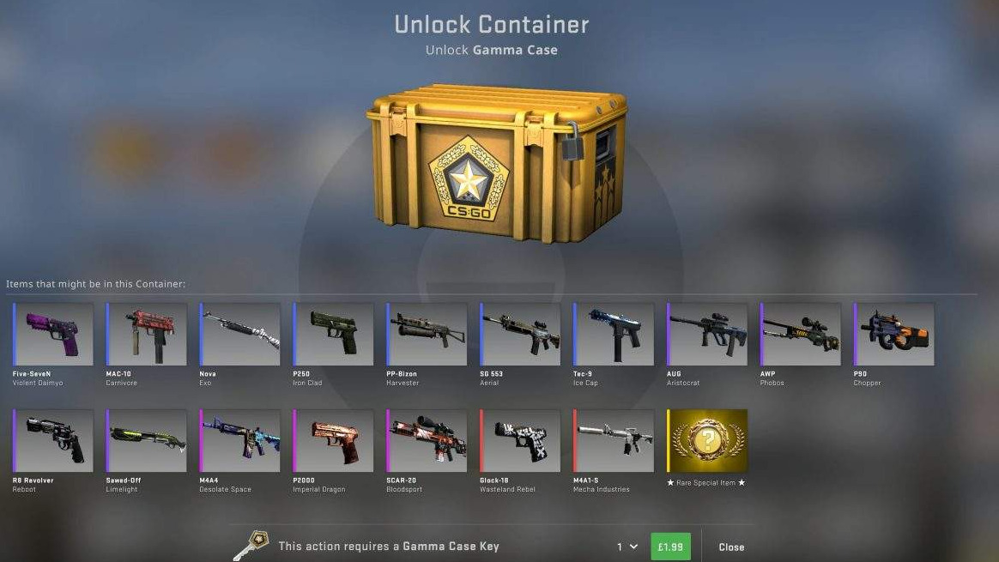 Unlock Container
Unlock Gamma Case
CS:GO
Items that might be in this Container:
Five-SeveN
Violent Daimyo
MAC-10
Carnivore
Nova
Exo
P250
Iron Clad
PP-Bizon
Harvester
SG 553
Aerial
Tec-9
Ice Cap
AUG
Aristocrat
AWP
Phobos
P90
Chopper
R8 Revolver
Reboot
Sawed-Off
Limelight
M4A4
Desolate Space
P2000
Imperial Dragon
SCAR-20
Bloodsport
Glock-18
Wasteland Rebel
M4A1-S
Mecha Industries
?
★ Rare Special Item ★
This action requires a Gamma Case Key
1
£1.99
Close